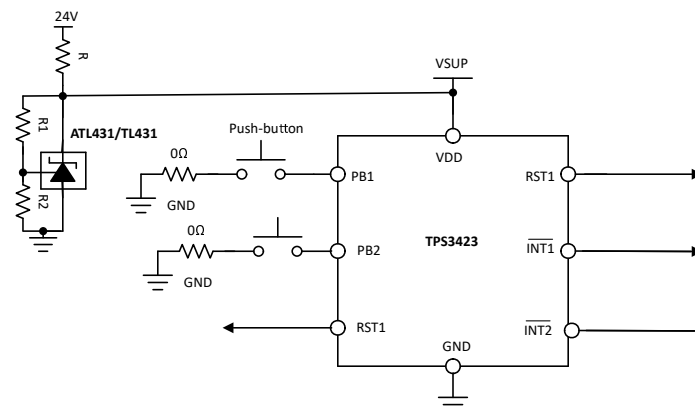 24V
R
VSUP
R1
ATL431/TL431
Push-button
0Ω
VDD
PB1
RST1
R2
GND
0Ω
TPS3423
PB2
INT1
GND
RST1
GND
INT2